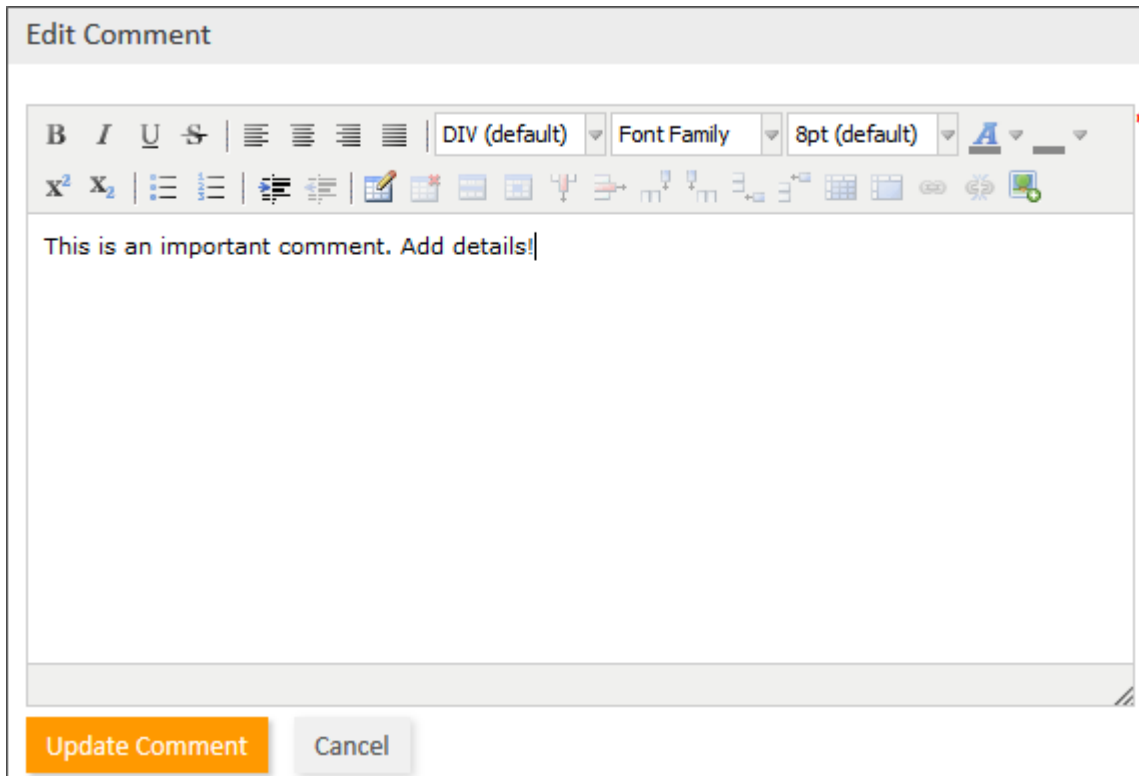 Edit Comment
B I U S DIV (default) Font Family 8pt (default) A
X² X₂
This is an important comment. Add details!
Update Comment Cancel